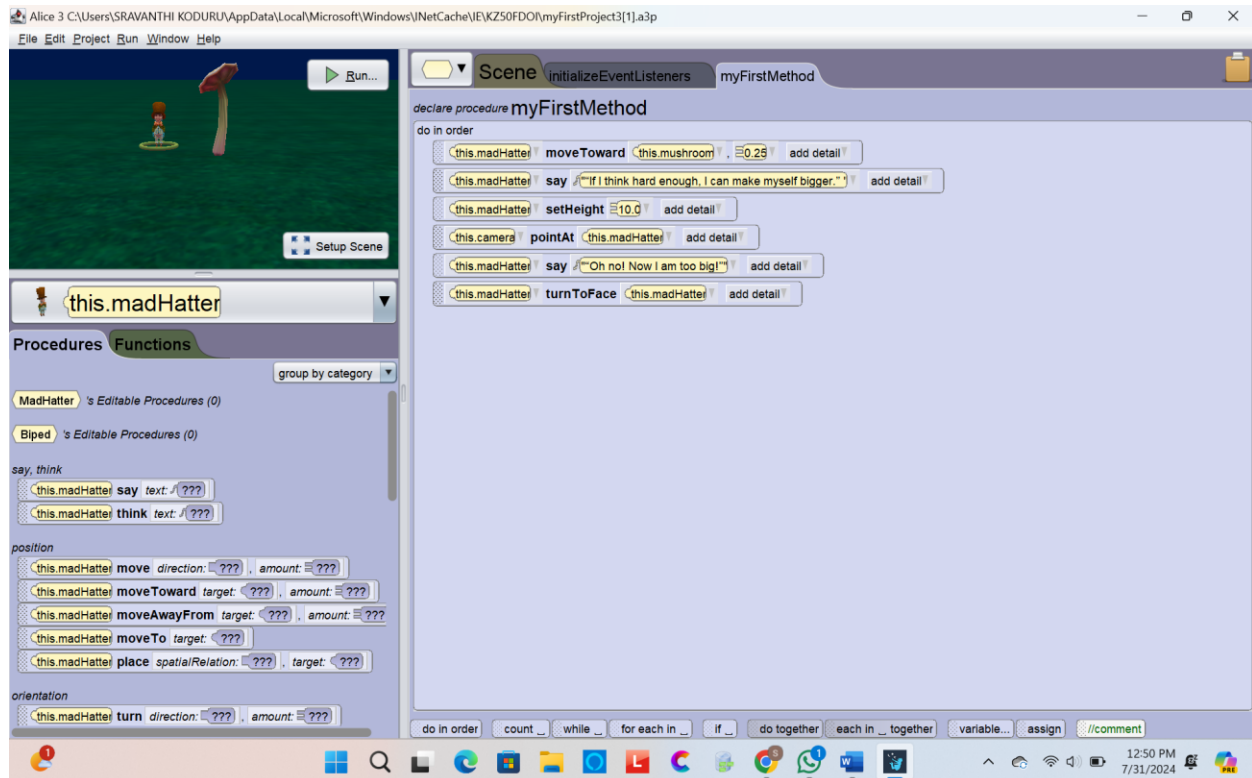 Alice 3 C:\Users\SRAVANTHI KODURU\AppData\Local\Microsoft\Windows\INetCache\IE\KZ50FDOI\myFirstProject3[1].a3p
File Edit Project Run Window Help
Run...
Setup Scene
this.madHatter
Procedures Functions
group by category
MadHatter 's Editable Procedures (0)
Biped 's Editable Procedures (0)
say, think
this.madHatter say text: ???
this.madHatter think text: ???
position
this.madHatter move direction: ??? , amount: ???
this.madHatter moveToward target: ??? , amount: ???
this.madHatter moveAwayFrom target: ??? , amount: ???
this.madHatter moveTo target: ???
this.madHatter place spatialRelation: ??? , target: ???
orientation
this.madHatter turn direction: ??? , amount: ???
Scene initializeEventListeners myFirstMethod
declare procedure myFirstMethod
do in order
this.madHatter moveToward this.mushroom , 0.25 add detail
this.madHatter say ""If I think hard enough, I can make myself bigger." " add detail
this.madHatter setHeight 10.0 add detail
this.camera pointAt this.madHatter add detail
this.madHatter say ""Oh no! Now I am too big!"" add detail
this.madHatter turnToFace this.madHatter add detail
do in order count _ while _ for each in _ if _ do together each in _ together variable... assign //comment
1
S
9
PRE
12:50 PM
7/31/2024